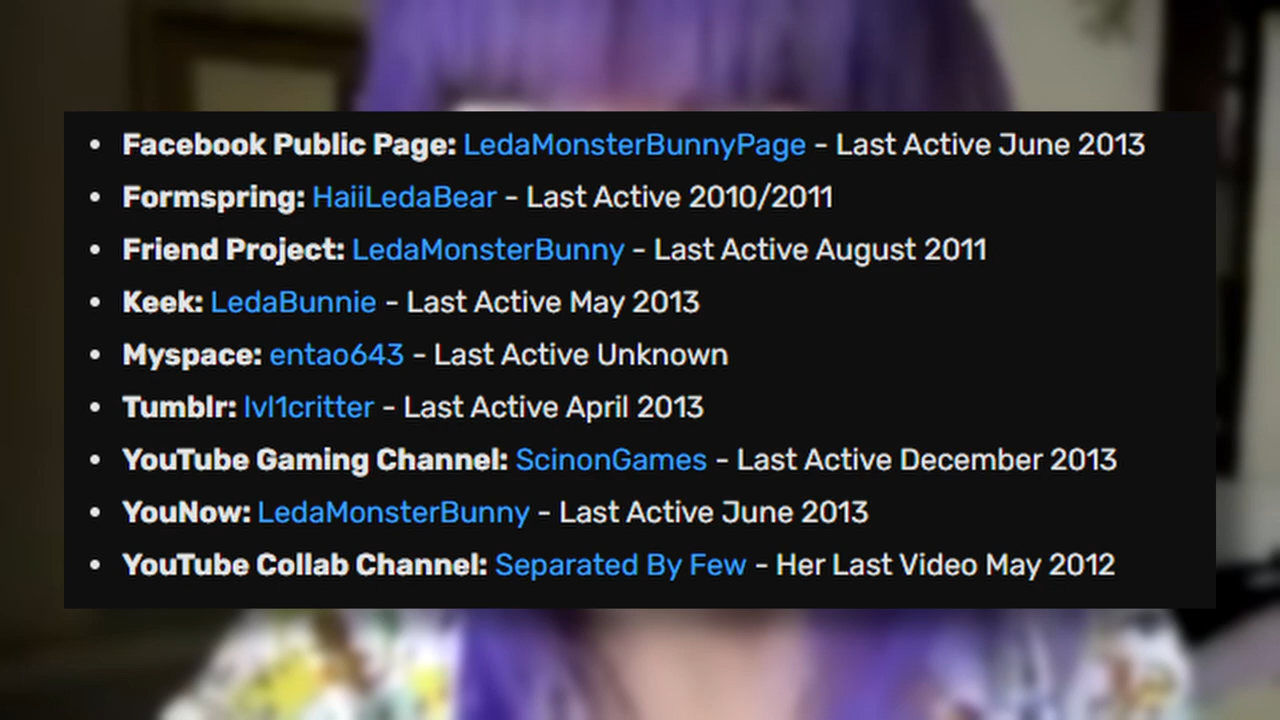 • Facebook Public Page: LedaMonsterBunnyPage - Last Active June 2013
• Formspring: HaiiLedaBear - Last Active 2010/2011
• Friend Project: LedaMonsterBunny - Last Active August 2011
• Keek: LedaBunnie - Last Active May 2013
• Myspace: entao643 - Last Active Unknown
• Tumblr: lvl1critter - Last Active April 2013
• YouTube Gaming Channel: ScinonGames - Last Active December 2013
• YouNow: LedaMonsterBunny - Last Active June 2013
• YouTube Collab Channel: Separated By Few - Her Last Video May 2012